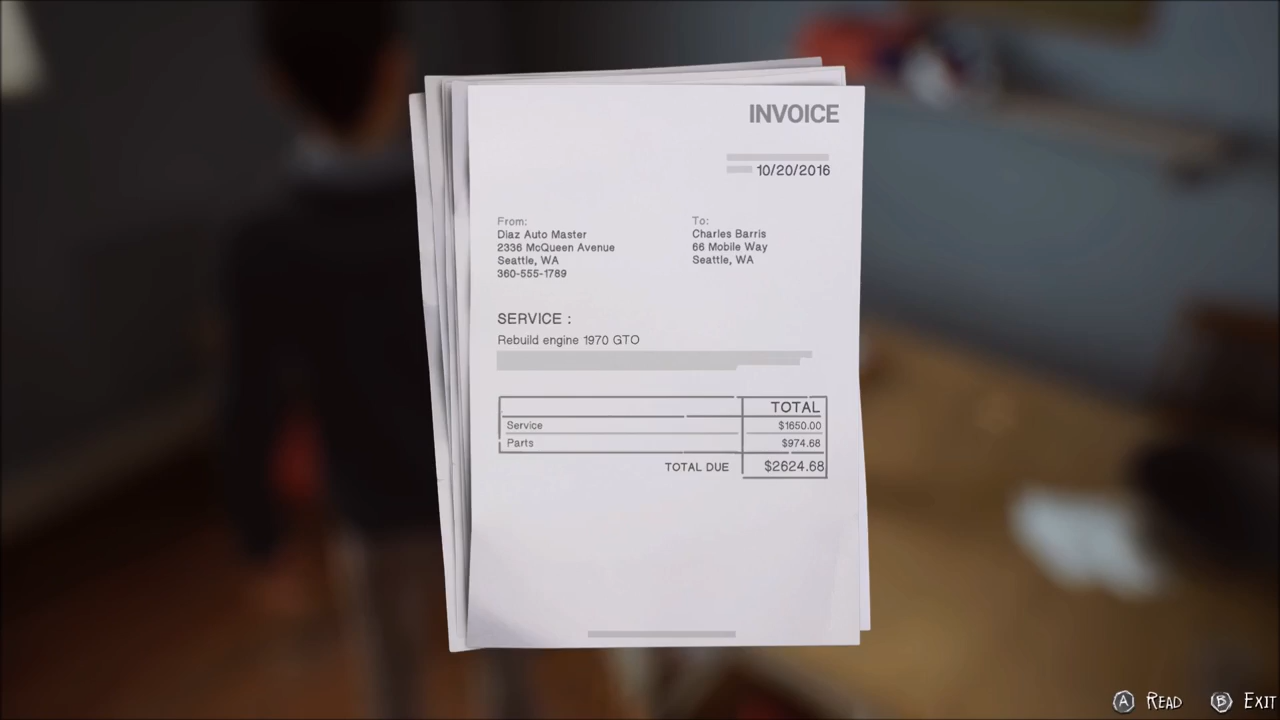 INVOICE
10/20/2016
From:
Diaz Auto Master
2336 McQueen Avenue
Seattle, WA
360-555-1789
To:
Charles Barris
66 Mobile Way
Seattle, WA
SERVICE :
Rebuild engine 1970 GTO
TOTAL
Service $1650.00
Parts $974.68
TOTAL DUE $2624.68
A READ B EXIT